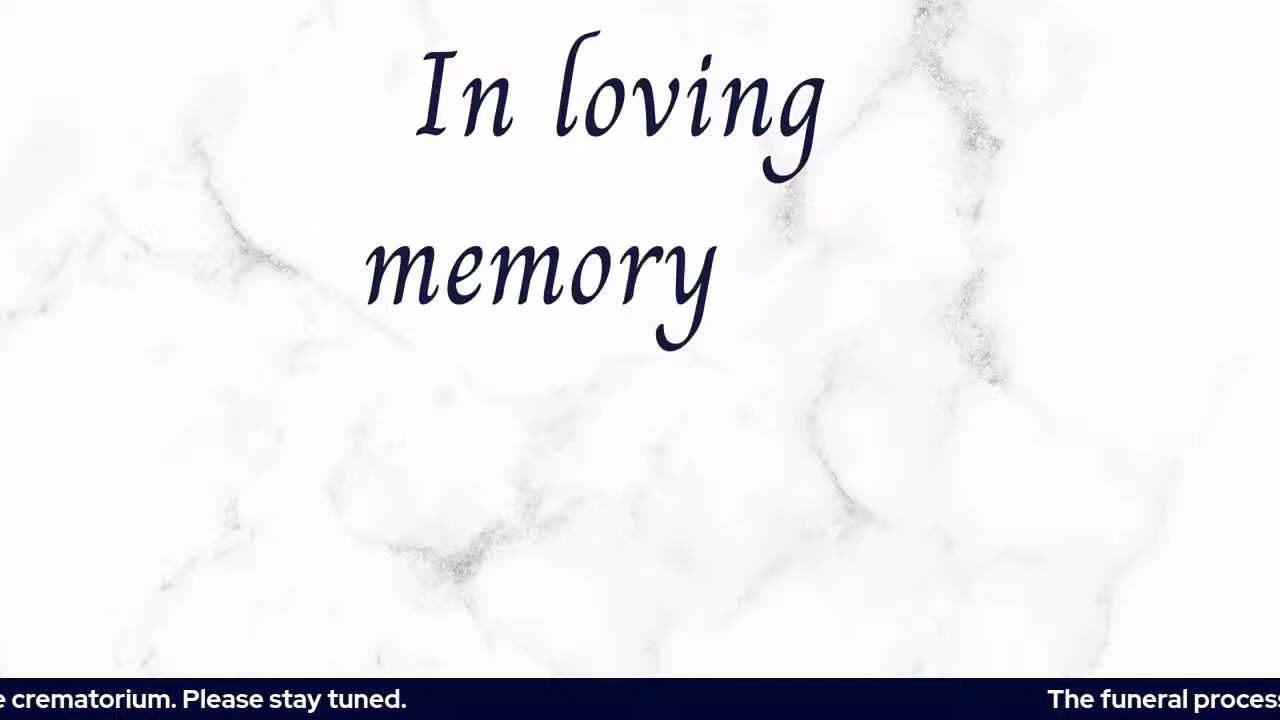 In loving
memory
crematorium. Please stay tuned.
The funeral